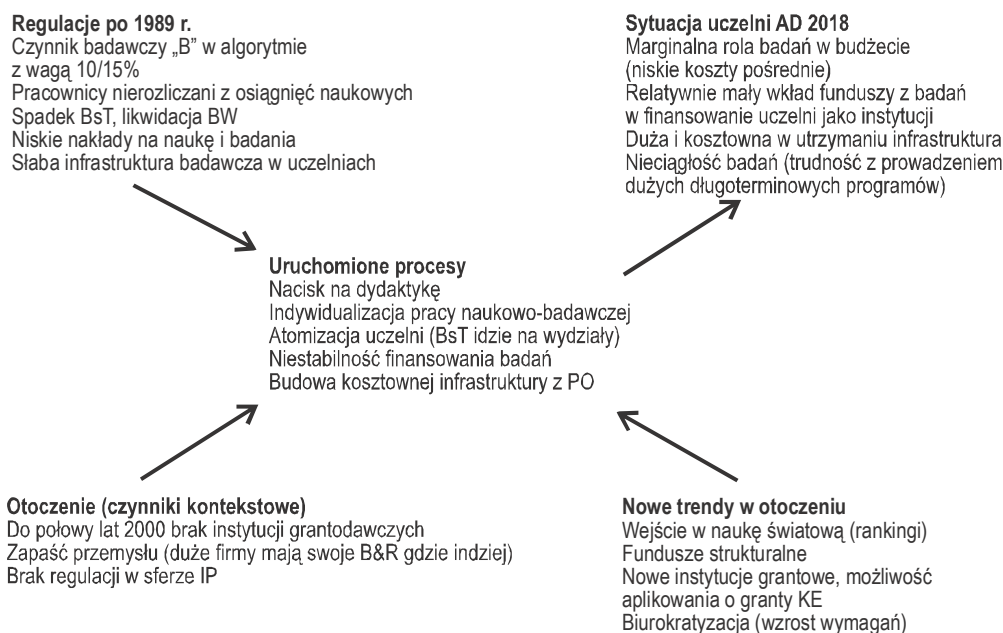 Regulacje po 1989 r.
Czynnik badawczy „B” w algorytmie
z wagą 10/15%
Pracownicy nierozliczani z osiągnięć naukowych
Spadek BsT, likwidacja BW
Niskie nakłady na naukę i badania
Słaba infrastruktura badawcza w uczelniach
Sytuacja uczelni AD 2018
Marginalna rola badań w budżecie
(niskie koszty pośrednie)
Relatywnie mały wkład funduszy z badań
w finansowanie uczelni jako instytucji
Duża i kosztowna w utrzymaniu infrastruktura
Nieciągłość badań (trudność z prowadzeniem
dużych długoterminowych programów)
Uruchomione procesy
Nacisk na dydaktykę
Indywidualizacja pracy naukowo-badawczej
Atomizacja uczelni (BsT idzie na wydziały)
Niestabilność finansowania badań
Budowa kosztownej infrastruktury z PO
Otoczenie (czynniki kontekstowe)
Do połowy lat 2000 brak instytucji grantodawczych
Zapaść przemysłu (duże firmy mają swoje B&R gdzie indziej)
Brak regulacji w sferze IP
Nowe trendy w otoczeniu
Wejście w naukę światową (rankingi)
Fundusze strukturalne
Nowe instytucje grantowe, możliwość
aplikowania o granty KE
Biurokratyzacja (wzrost wymagań)